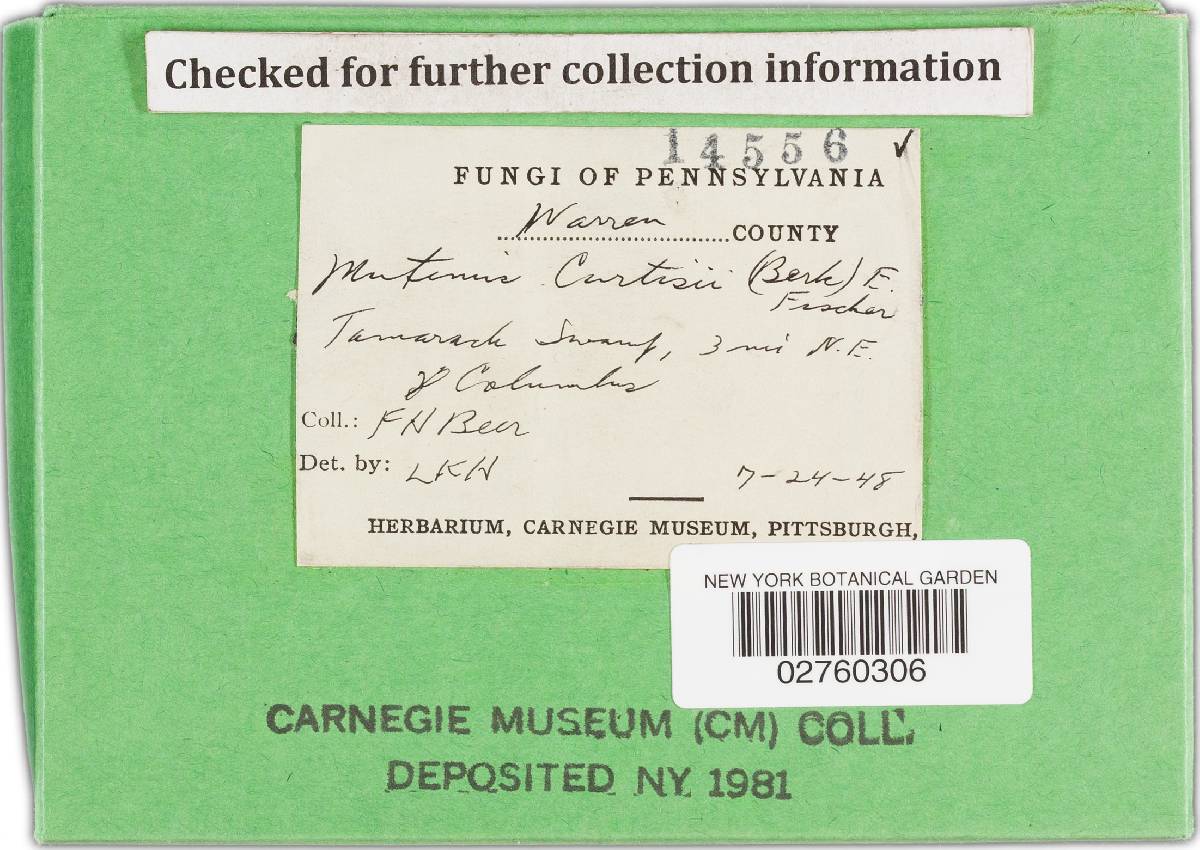 Checked for further collection information
14556 ✓
FUNGI OF PENNSYLVANIA
Warren COUNTY
Mutinus Curtisii (Berk) E.
Fischer
Tamarack Swamp, 3 mi N.E.
of Columbus
Coll.: F H Beer
Det. by: LKH 7-24-48
HERBARIUM, CARNEGIE MUSEUM, PITTSBURGH,
NEW YORK BOTANICAL GARDEN
02760306
CARNEGIE MUSEUM (CM) COLL.
DEPOSITED NY 1981